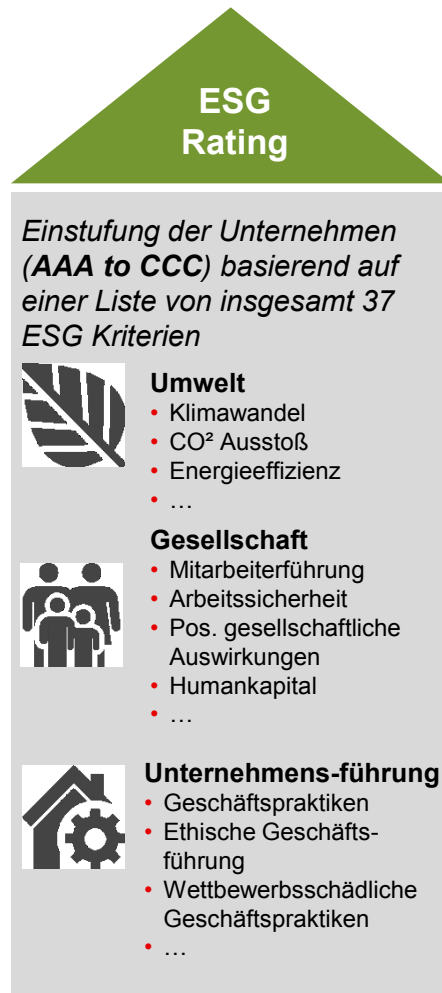 ESG
Rating
Einstufung der Unternehmen
(AAA to CCC) basierend auf
einer Liste von insgesamt 37
ESG Kriterien
Umwelt
• Klimawandel
• CO² Ausstoß
• Energieeffizienz
• …
Gesellschaft
• Mitarbeiterführung
• Arbeitssicherheit
• Pos. gesellschaftliche
Auswirkungen
• Humankapital
• …
Unternehmens-führung
• Geschäftspraktiken
• Ethische Geschäfts-
führung
• Wettbewerbsschädliche
Geschäftspraktiken
• …